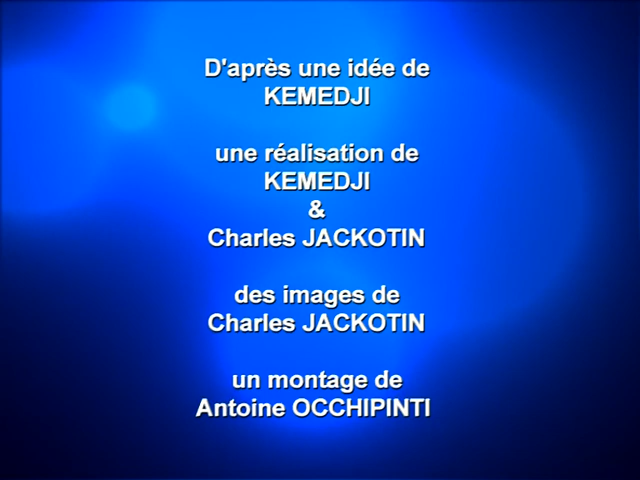 D'après une idée de
KEMEDJI
une réalisation de
KEMEDJI
&
Charles JACKOTIN
des images de
Charles JACKOTIN
un montage de
Antoine OCCHIPINTI